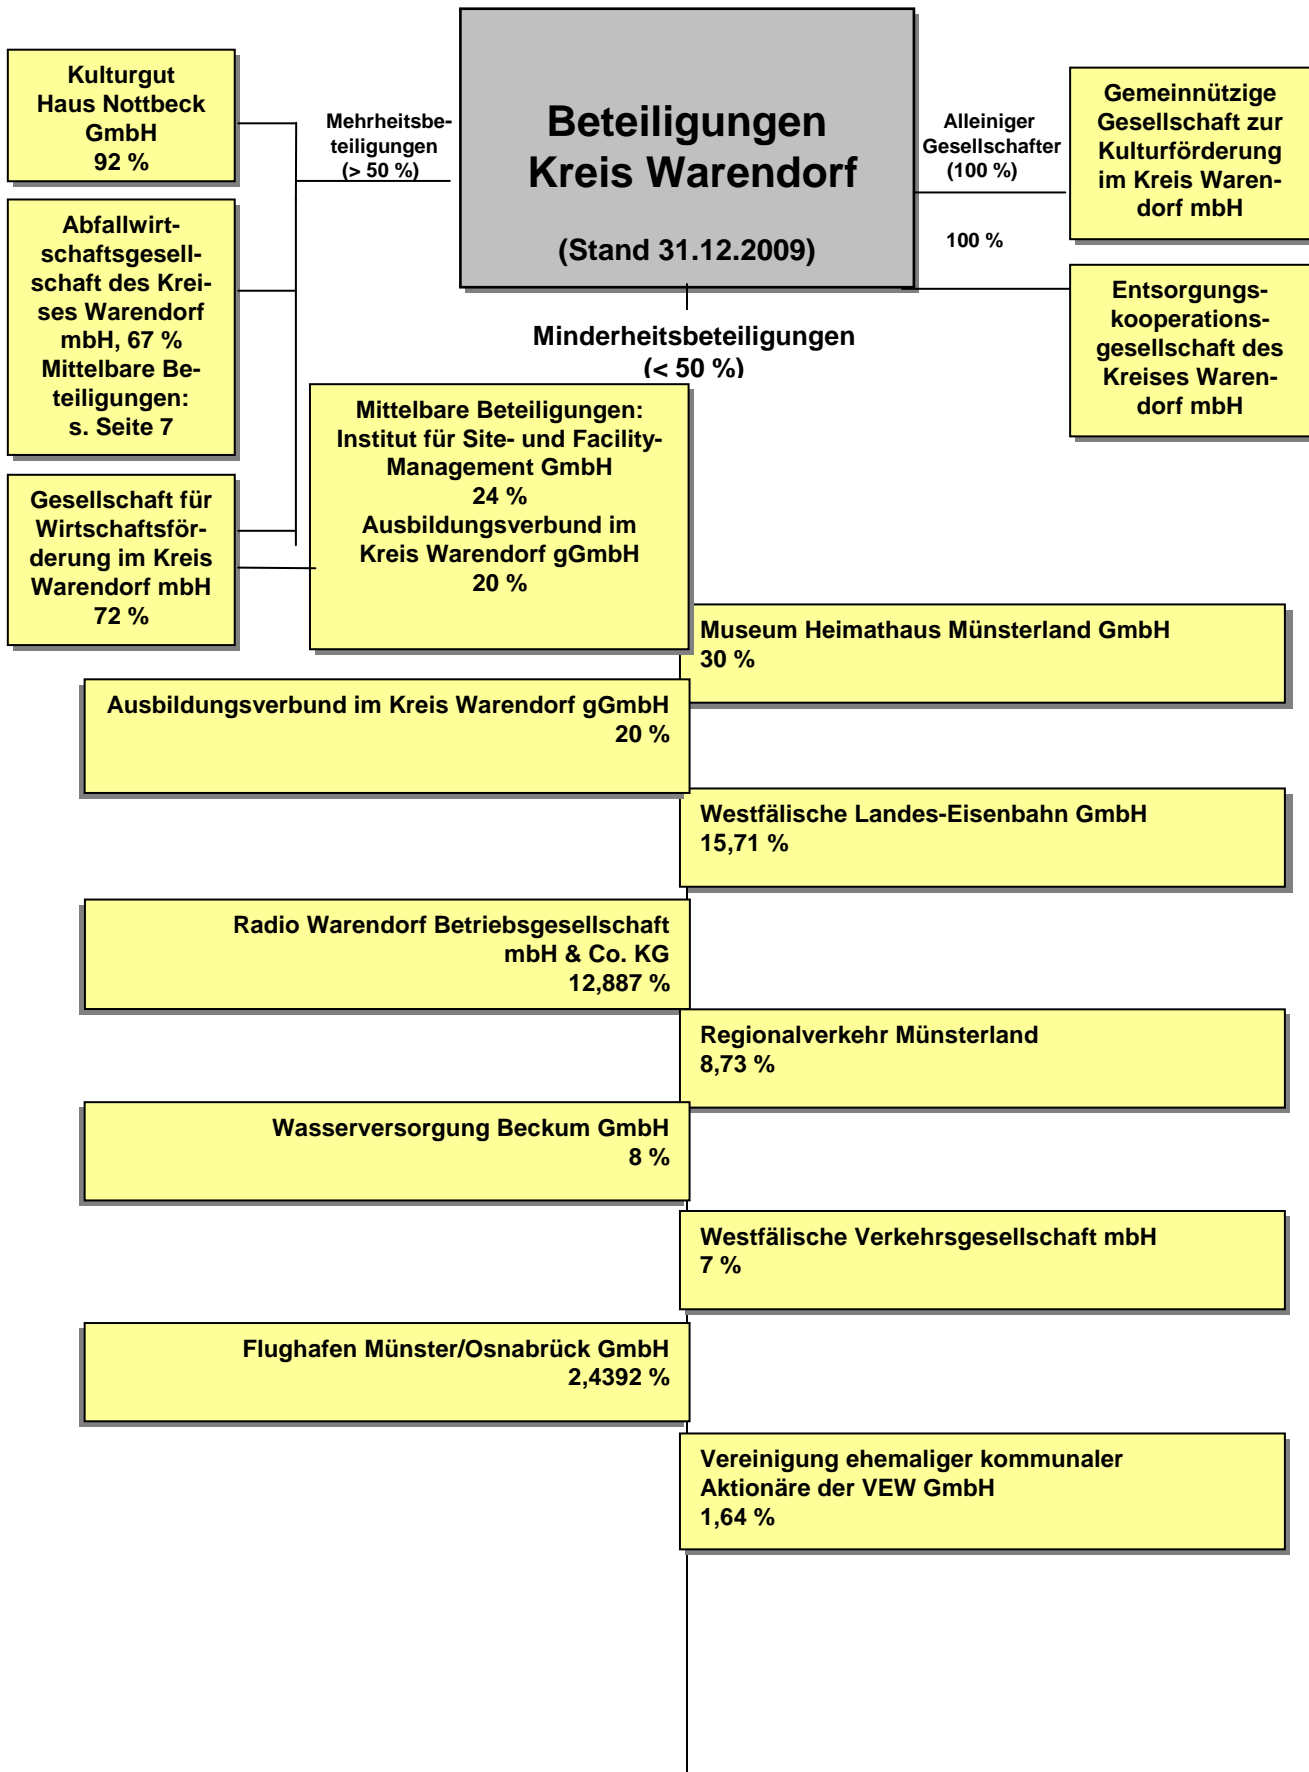 Kulturgut
Haus Nottbeck
GmbH
92 %
Mehrheitsbe-
teiligungen
(> 50 %)
Beteiligungen
Kreis Warendorf
(Stand 31.12.2009)
Alleiniger
Gesellschafter
(100 %)
100 %
Gemeinnützige
Gesellschaft zur
Kulturförderung
im Kreis Waren-
dorf mbH
Abfallwirt-
schaftsgesell-
schaft des Krei-
ses Warendorf
mbH, 67 %
Mittelbare Be-
teiligungen:
s. Seite 7
Entsorgungs-
kooperations-
gesellschaft des
Kreises Waren-
dorf mbH
Minderheitsbeteiligungen
(< 50 %)
Gesellschaft für
Wirtschaftsför-
derung im Kreis
Warendorf mbH
72 %
Mittelbare Beteiligungen:
Institut für Site- und Facility-
Management GmbH
24 %
Ausbildungsverbund im
Kreis Warendorf gGmbH
20 %
Museum Heimathaus Münsterland GmbH
30 %
Ausbildungsverbund im Kreis Warendorf gGmbH
20 %
Westfälische Landes-Eisenbahn GmbH
15,71 %
Radio Warendorf Betriebsgesellschaft
mbH & Co. KG
12,887 %
Regionalverkehr Münsterland
8,73 %
Wasserversorgung Beckum GmbH
8 %
Westfälische Verkehrsgesellschaft mbH
7 %
Flughafen Münster/Osnabrück GmbH
2,4392 %
Vereinigung ehemaliger kommunaler
Aktionäre der VEW GmbH
1,64 %